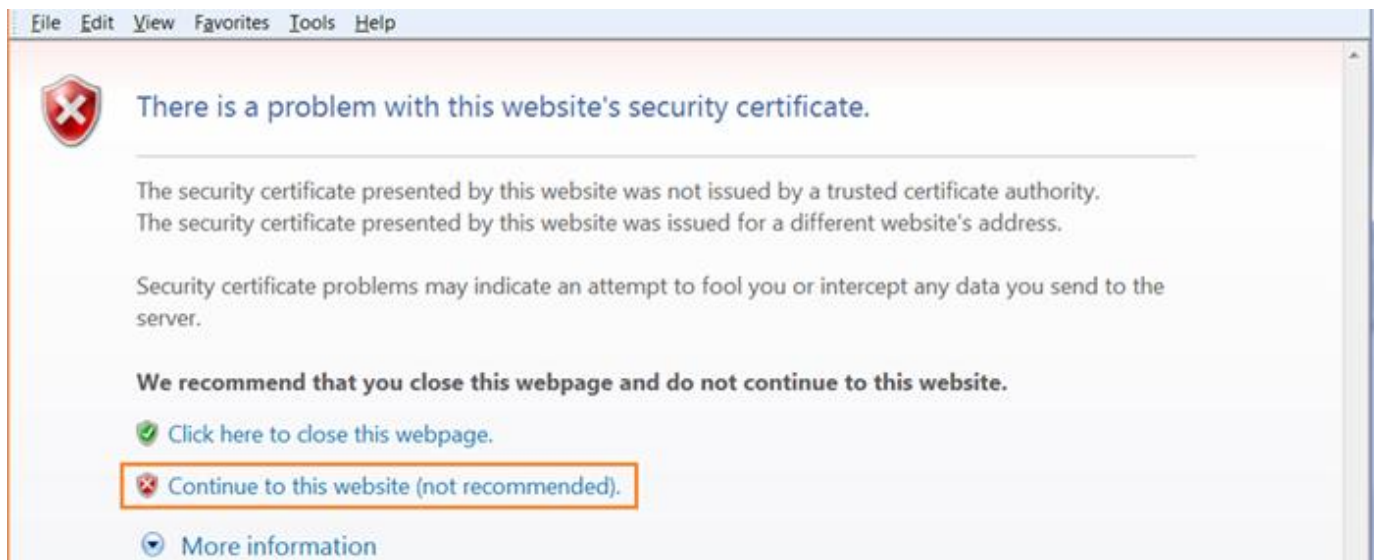 File Edit View Favorites Tools Help
There is a problem with this website's security certificate.
The security certificate presented by this website was not issued by a trusted certificate authority.
The security certificate presented by this website was issued for a different website's address.
Security certificate problems may indicate an attempt to fool you or intercept any data you send to the
server.
We recommend that you close this webpage and do not continue to this website.
Click here to close this webpage.
Continue to this website (not recommended).
More information